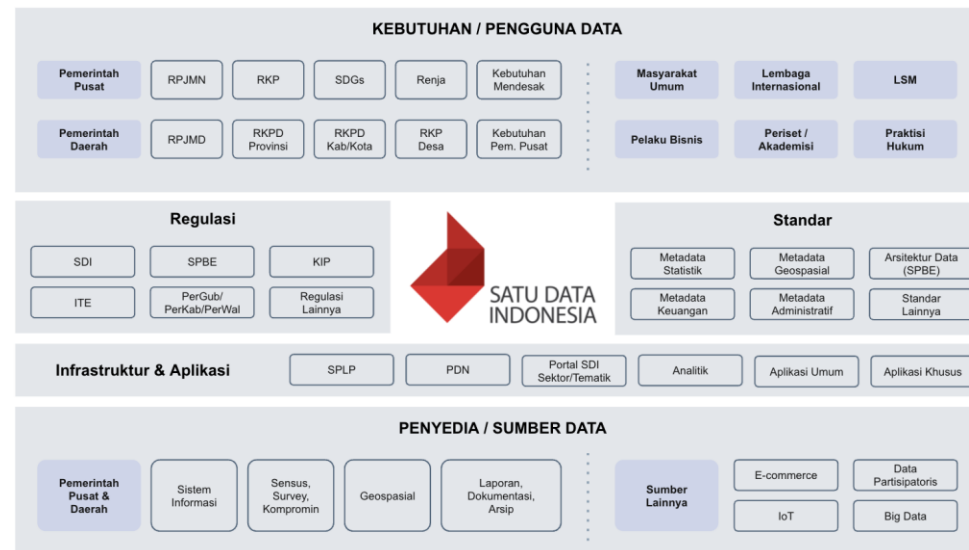 KEBUTUHAN / PENGGUNA DATA
Pemerintah
Pusat
RPJMN
RKP
SDGs
Renja
Kebutuhan
Mendesak
Masyarakat
Umum
Lembaga
Internasional
LSM
Pemerintah
Daerah
RPJMD
RKPD
Provinsi
RKPD
Kab/Kota
RKP
Desa
Kebutuhan
Pem. Pusat
Pelaku Bisnis
Periset /
Akademisi
Praktisi
Hukum
Regulasi
SDI
SPBE
KIP
ITE
PerGub/
PerKab/PerWal
Regulasi
Lainnya
SATU DATA
INDONESIA
Standar
Metadata
Statistik
Metadata
Geospasial
Arsitektur Data
(SPBE)
Metadata
Keuangan
Metadata
Administratif
Standar
Lainnya
Infrastruktur & Aplikasi
SPLP
PDN
Portal SDI
Sektor/Tematik
Analitik
Aplikasi Umum
Aplikasi Khusus
PENYEDIA / SUMBER DATA
Pemerintah
Pusat &
Daerah
Sistem
Informasi
Sensus,
Survey,
Kompromin
Geospasial
Laporan,
Dokumentasi,
Arsip
Sumber
Lainnya
E-commerce
Data
Partisipatoris
IoT
Big Data